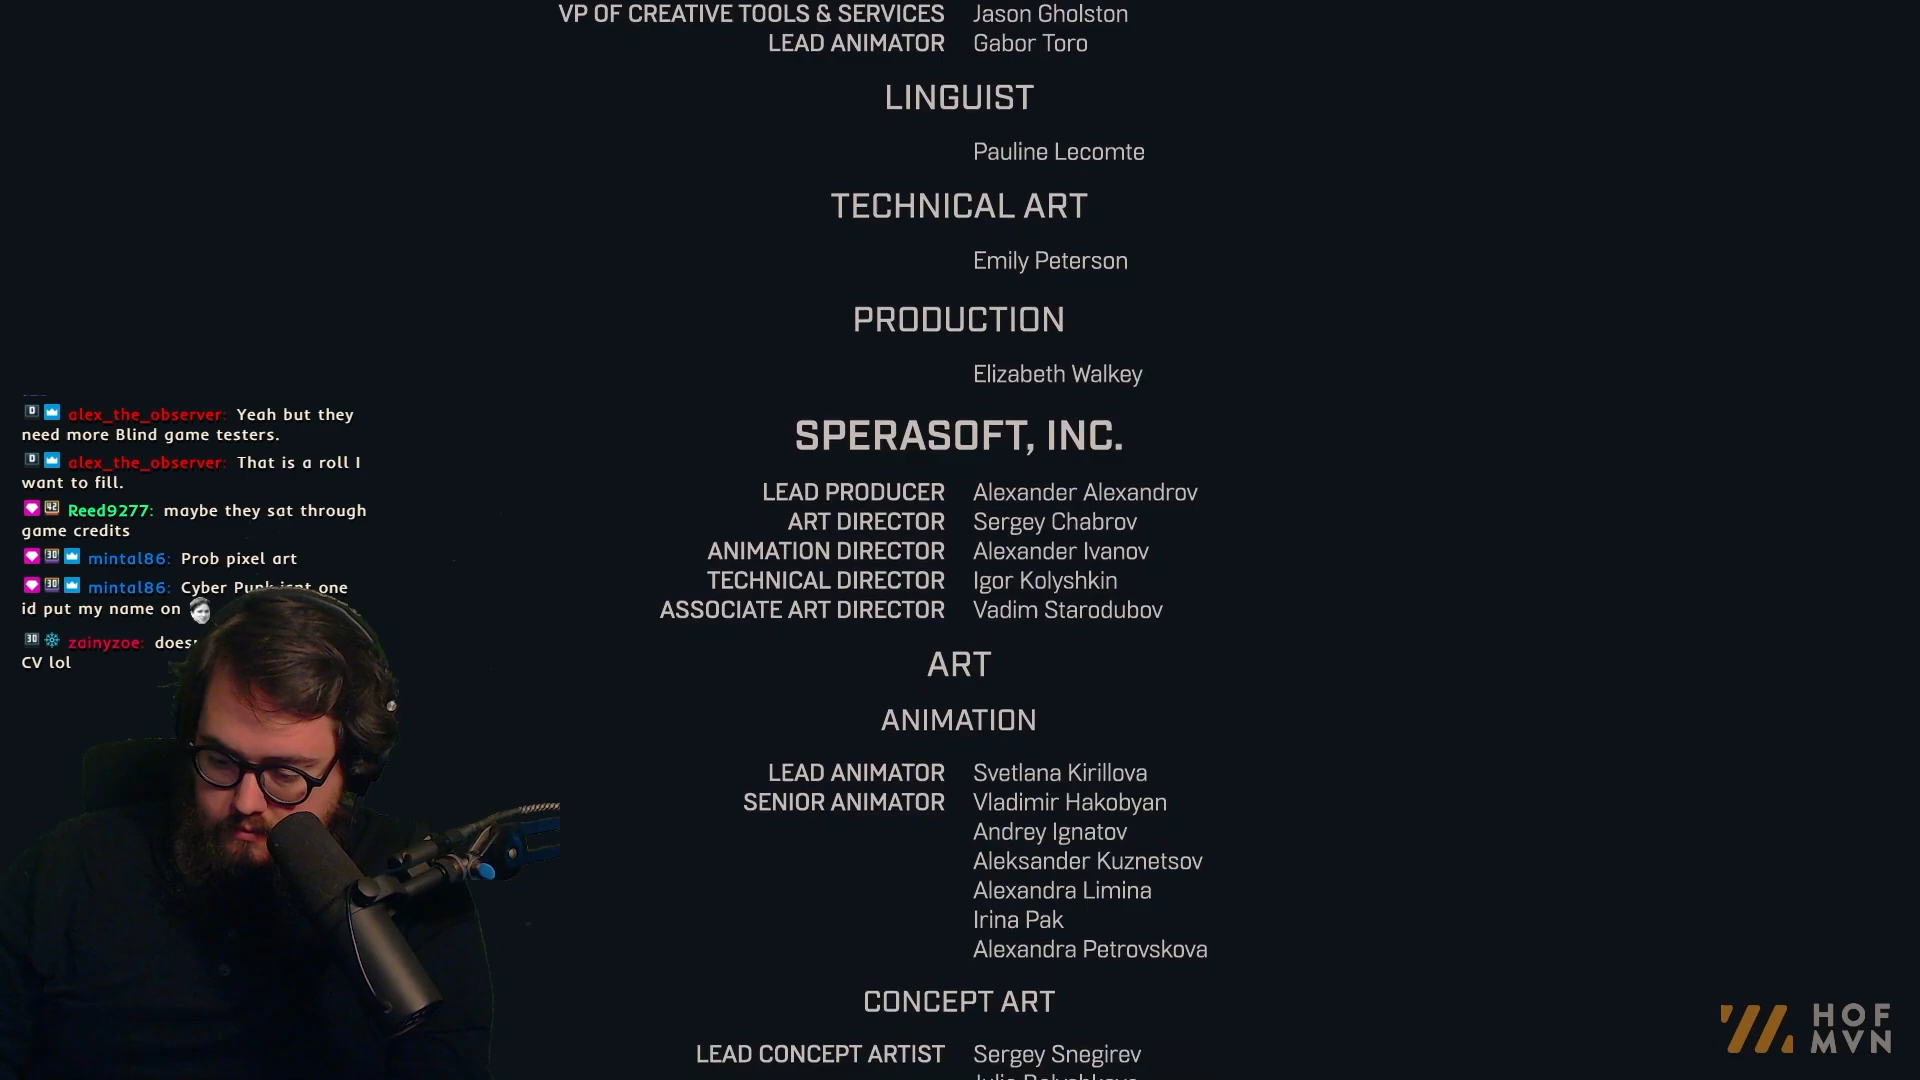 VP OF CREATIVE TOOLS & SERVICES Jason Gholston
LEAD ANIMATOR Gabor Toro
LINGUIST
Pauline Lecomte
TECHNICAL ART
Emily Peterson
PRODUCTION
Elizabeth Walkey
SPERASOFT, INC.
LEAD PRODUCER Alexander Alexandrov
ART DIRECTOR Sergey Chabrov
ANIMATION DIRECTOR Alexander Ivanov
TECHNICAL DIRECTOR Igor Kolyshkin
ASSOCIATE ART DIRECTOR Vadim Starodubov
ART
ANIMATION
LEAD ANIMATOR Svetlana Kirillova
SENIOR ANIMATOR Vladimir Hakobyan
Andrey Ignatov
Aleksander Kuznetsov
Alexandra Limina
Irina Pak
Alexandra Petrovskova
CONCEPT ART
LEAD CONCEPT ARTIST Sergey Snegirev
alex_the_observer: Yeah but they
need more Blind game testers.
alex_the_observer: That is a roll I
want to fill.
Reed9277: maybe they sat through
game credits
mintal86: Prob pixel art
mintal86: Cyber Punk isnt one
id put my name on
zainyzoe:
CV lol
HOF
MVN